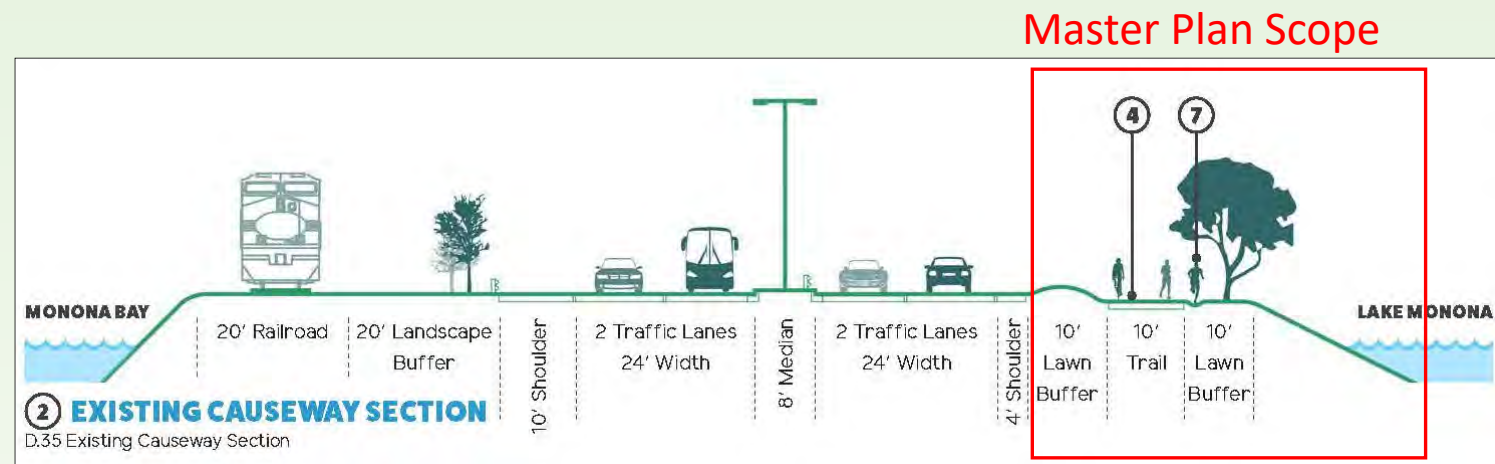 Master Plan Scope
4
7
MONONA BAY
LAKE MONONA
20' Railroad
20' Landscape
Buffer
10' Shoulder
2 Traffic Lanes
24' Width
8' Median
2 Traffic Lanes
24' Width
4' Shoulder
10'
Lawn
Buffer
10'
Trail
10'
Lawn
Buffer
2 EXISTING CAUSEWAY SECTION
D.35 Existing Causeway Section